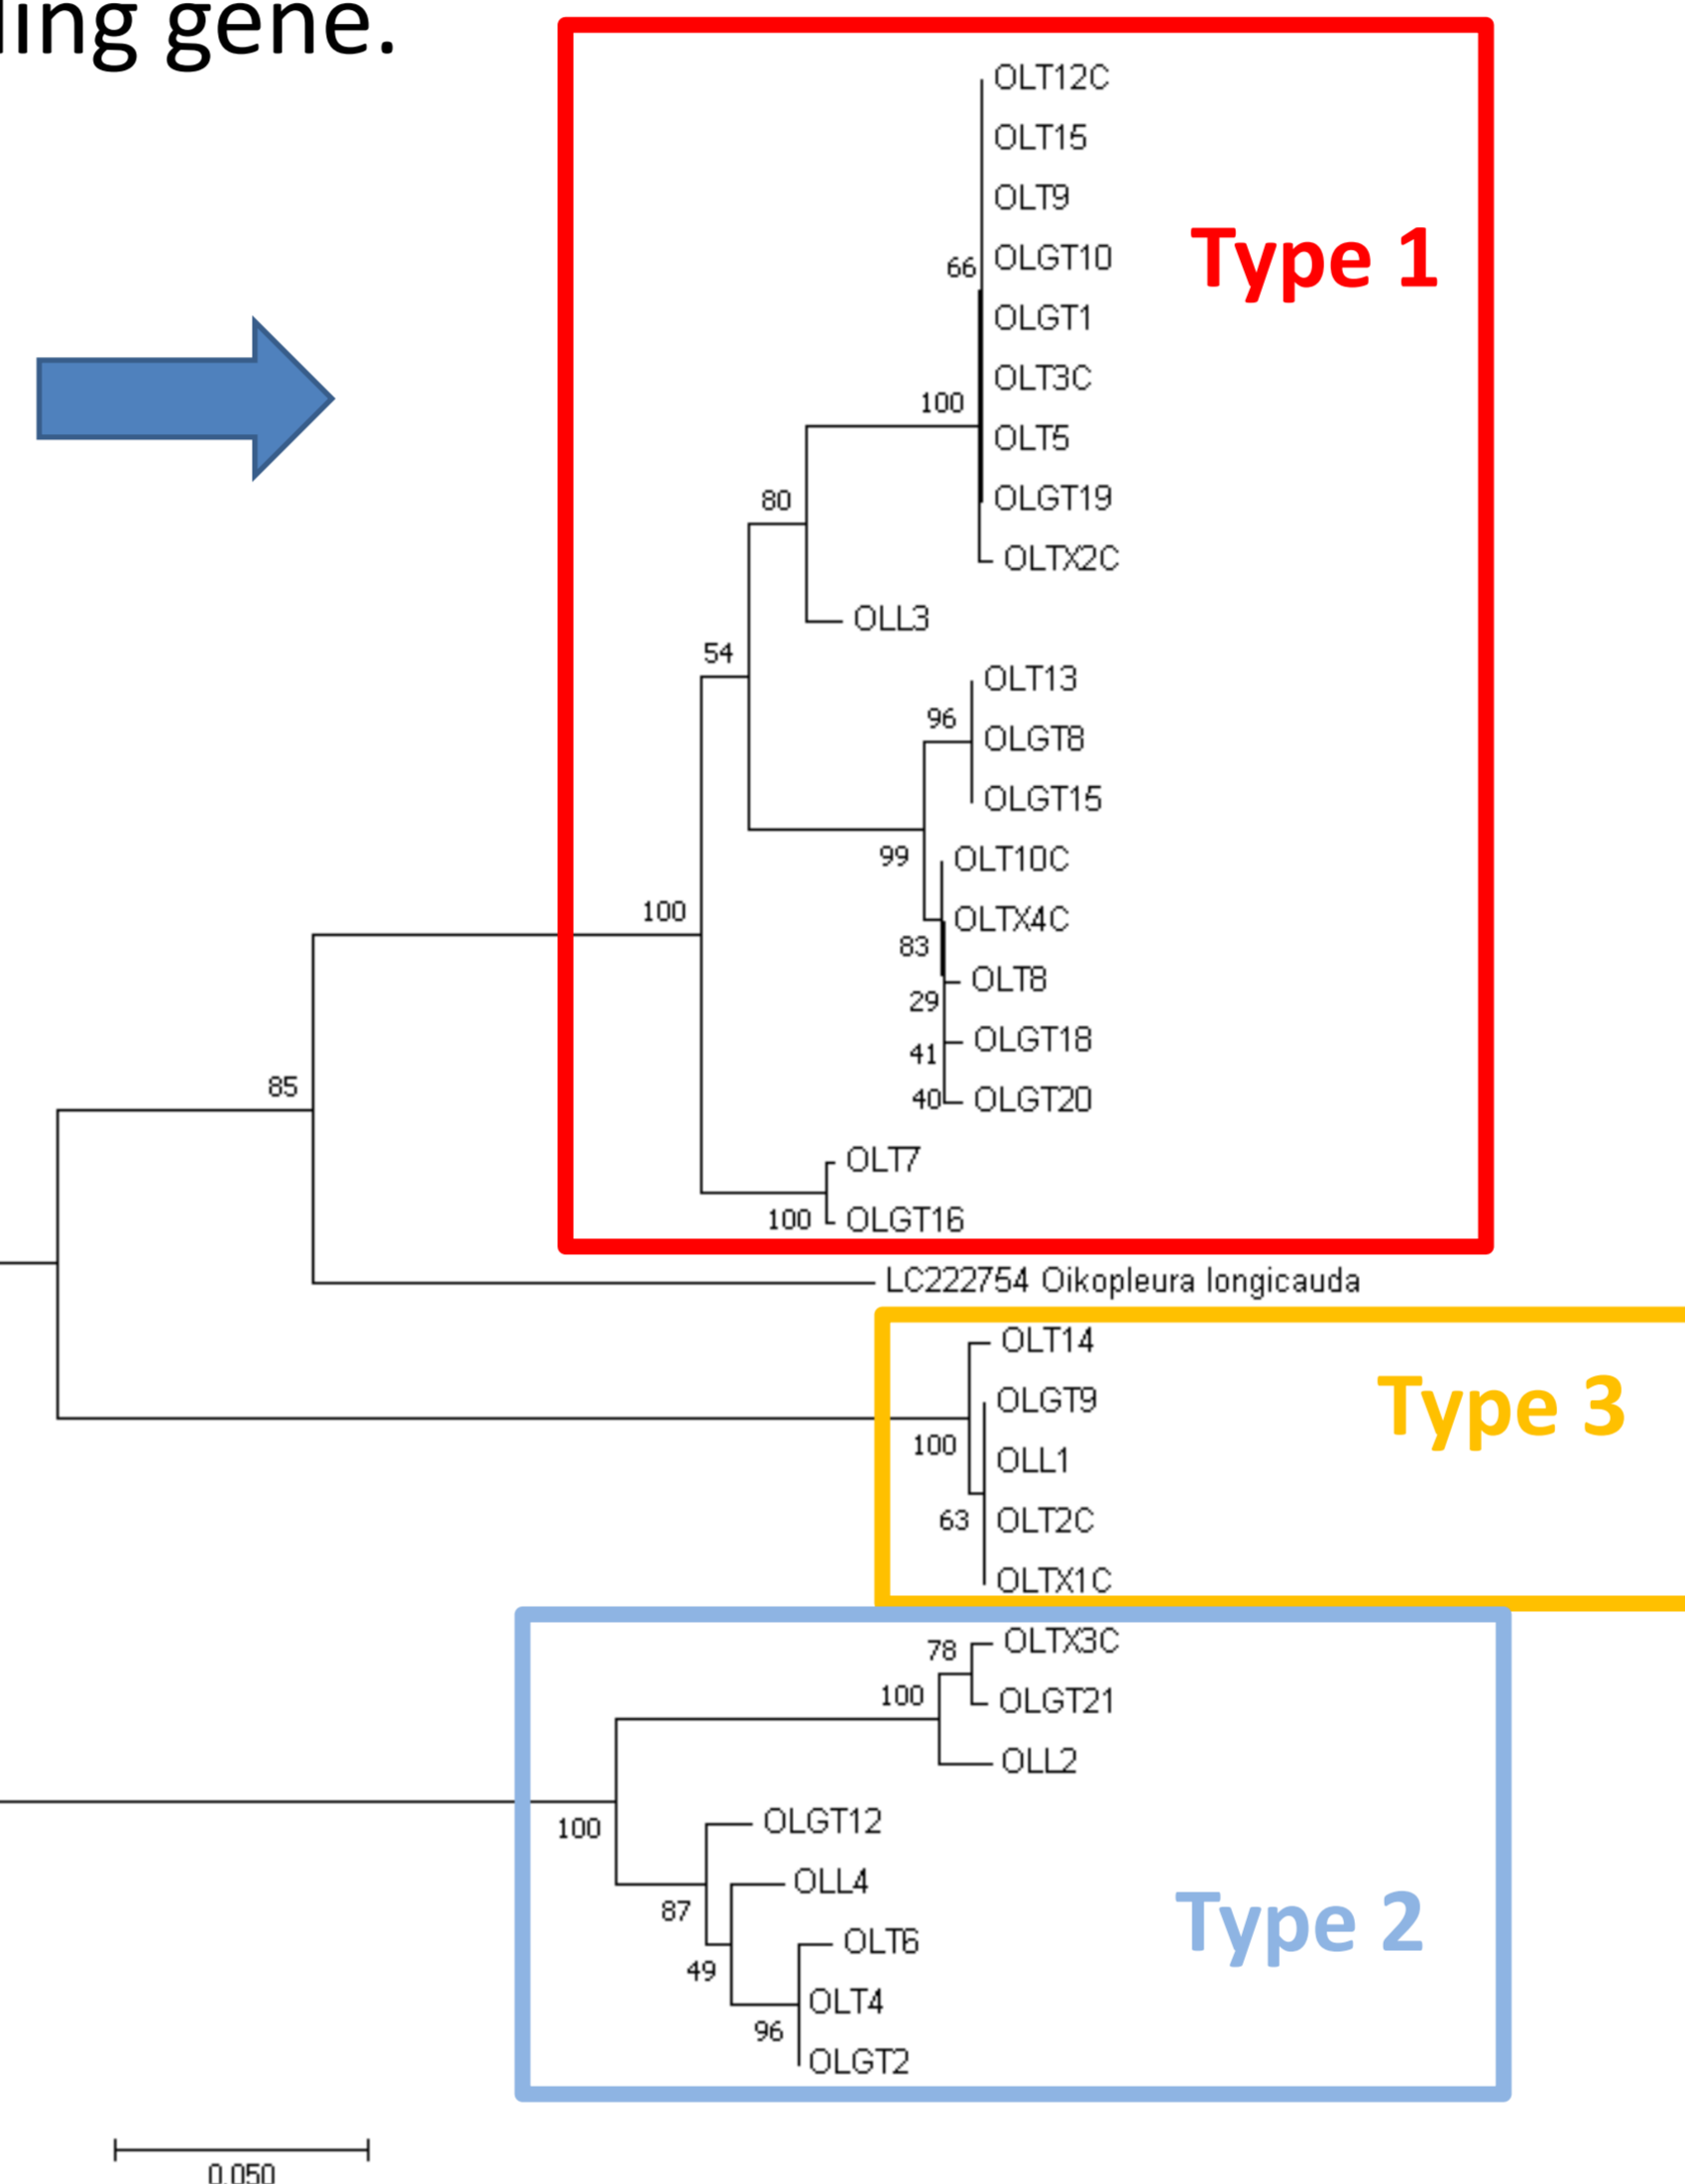 ling gene.
OLT12C
OLT15
OLT9
Type 1
66 OLGT10
OLGT1
OLT3C
100
OLT5
OLGT19
80
OLTX2C
OLL3
54
OLT13
96
OLGT8
OLGT15
99 OLT10C
100
OLTX4C
83
OLT8
29
OLGT18
41
85
40 OLGT20
OLT7
100 OLGT16
LC222754 Oikopleura longicauda
OLT14
OLGT9
Type 3
100
OLL1
63 OLT2C
OLTX1C
78 OLTX3C
100 OLGT21
OLL2
100 OLGT12
OLL4
87
Type 2
OLT6
49
OLT4
96
OLGT2
0.050